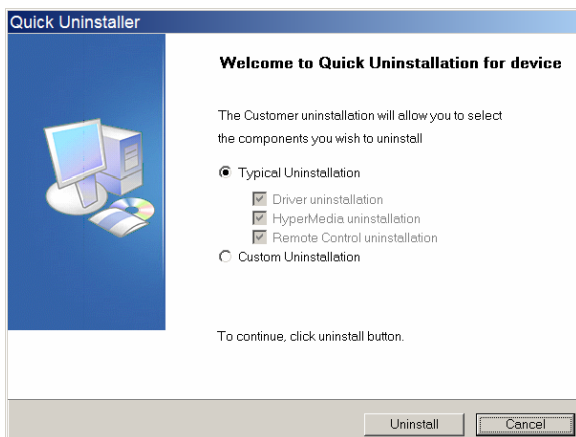 Quick Uninstaller
Welcome to Quick Uninstallation for device
The Customer uninstallation will allow you to select
the components you wish to uninstall
Typical Uninstallation
Driver uninstallation
HyperMedia uninstallation
Remote Control uninstallation
Custom Uninstallation
To continue, click uninstall button.
Uninstall
Cancel